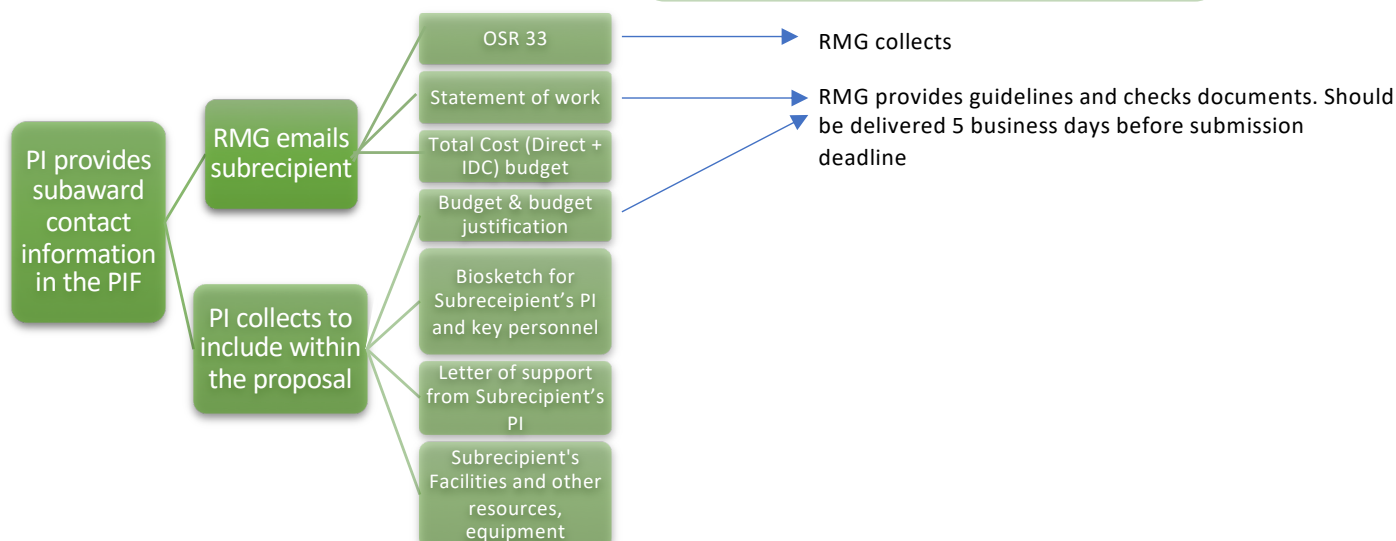 PI provides
subaward
contact
information
in the PIF
RMG emails
subrecipient
PI collects to
include within
the proposal
OSR 33
Statement of work
Total Cost (Direct +
IDC) budget
Budget & budget
justification
Biosketch for
Subreceipient's PI
and key personnel
Letter of support
from Subrecipient's
PI
Subrecipient's
Facilities and other
resources,
equipment
RMG collects
RMG provides guidelines and checks documents. Should
be delivered 5 business days before submission
deadline